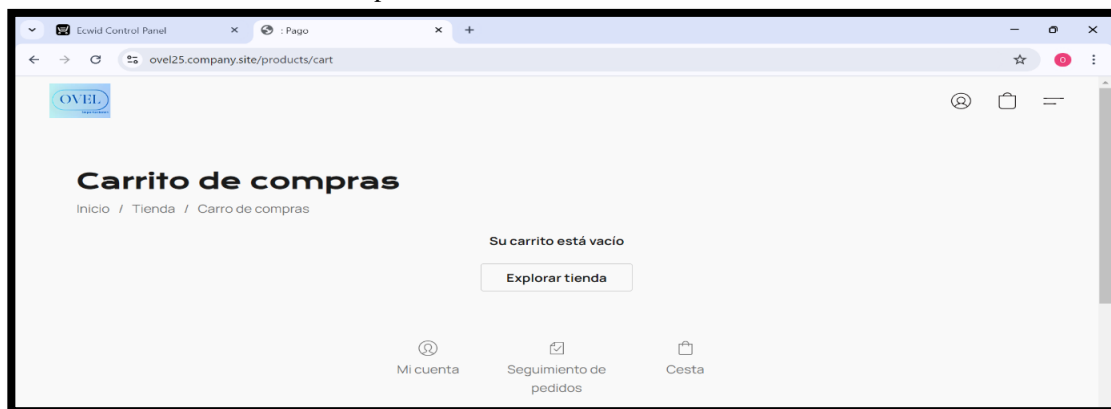 Ecwid Control Panel
: Pago
ovel25.company.site/products/cart
O
OVEL
Carrito de compras
Inicio / Tienda / Carro de compras
Su carrito está vacío
Explorar tienda
Mi cuenta
Seguimiento de
pedidos
Cesta